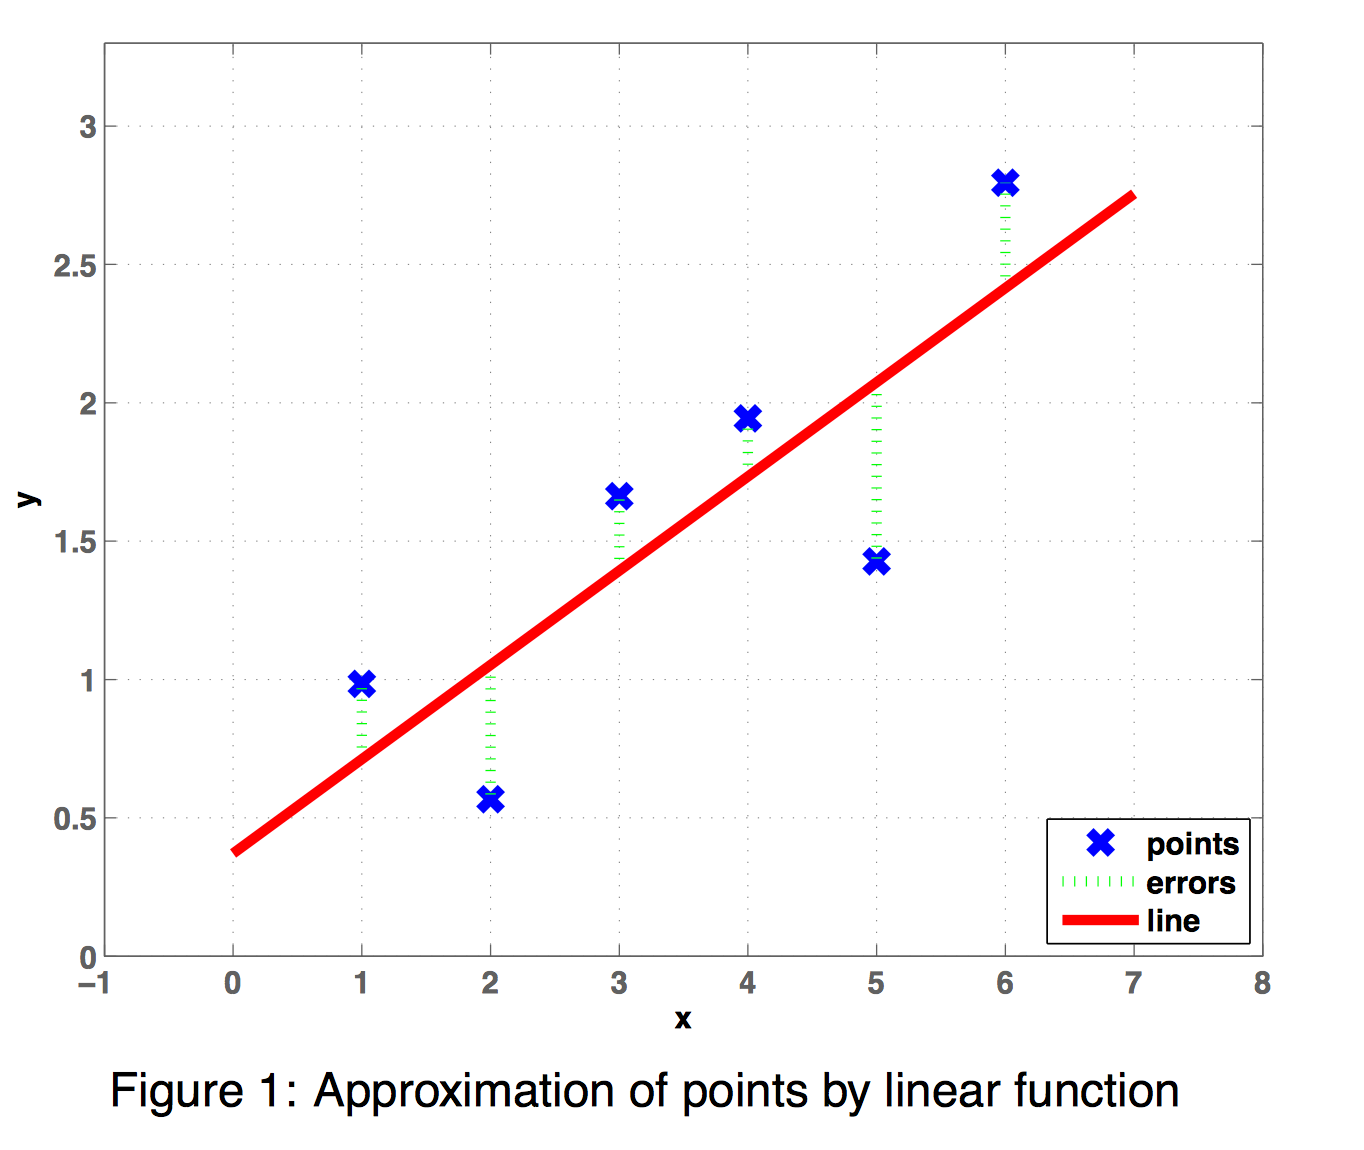 3
2.5
2
1.5
1
0.5
0
y
−1 0 1 2 3 4 5 6 7 8
x
points
errors
line
Figure 1: Approximation of points by linear function